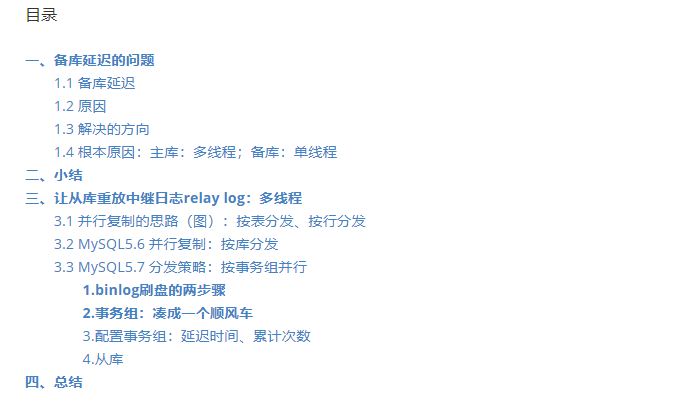 目录
一、备库延迟的问题
1.1 备库延迟
1.2 原因
1.3 解决的方向
1.4 根本原因：主库：多线程；备库：单线程
二、小结
三、让从库重放中继日志relay log：多线程
3.1 并行复制的思路（图）：按表分发、按行分发
3.2 MySQL5.6 并行复制：按库分发
3.3 MySQL5.7 分发策略：按事务组并行
1.binlog刷盘的两步骤
2.事务组：凑成一个顺风车
3.配置事务组：延迟时间、累计次数
4.从库
四、总结